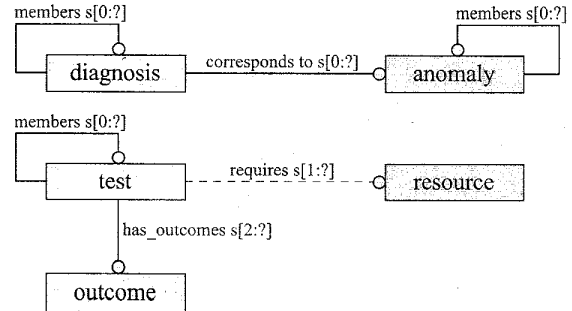 members s[0:?]
members s[0:?]
diagnosis
corresponds to s[0:?]
anomaly
members s[0:?]
test
requires s[1:?]
resource
has_outcomes s[2:?]
outcome